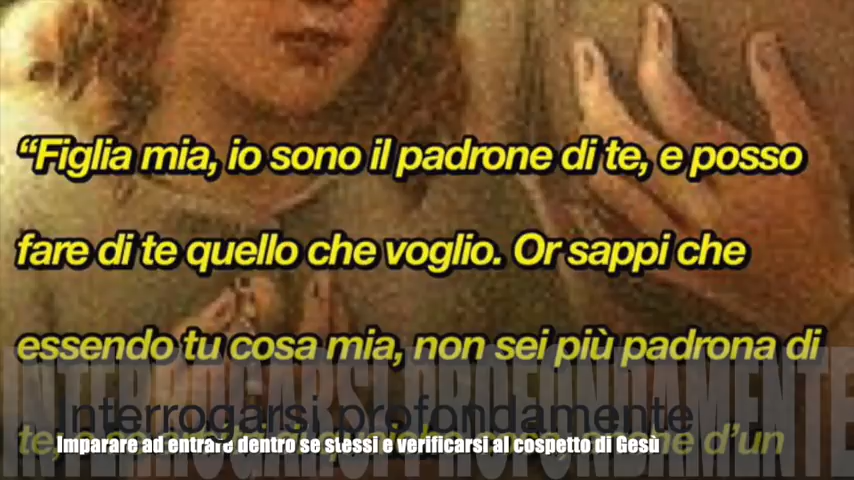 “Figlia mia, io sono il padrone di te, e posso
fare di te quello che voglio. Or sappi che
essendo tu cosa mia, non sei più padrona di
INTERROGARSI PROFONDAMENTE
Interrogarsi profondamente
te, d’un
Imparare ad entrare dentro se stessi e verificarsi al cospetto di Gesù